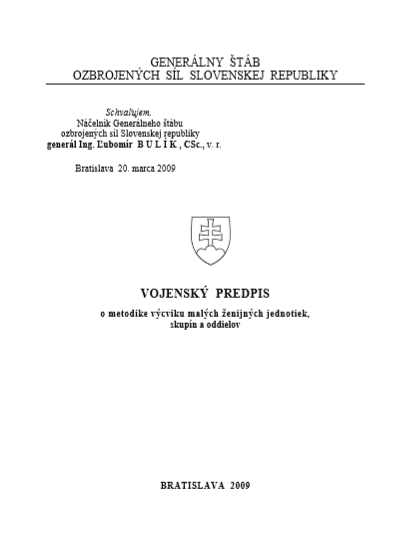 GENERÁLNY ŠTÁB
OZBROJENÝCH SÍL SLOVENSKEJ REPUBLIKY
Schvaľujem.
Náčelník Generálneho štábu
ozbrojených síl Slovenskej republiky
generál Ing. Ľubomír B U L Í K , CSc., v. r.
Bratislava 20. marca 2009
VOJENSKÝ PREDPIS
o metodike výcviku malých ženijných jednotiek,
skupín a oddielov
BRATISLAVA 2009